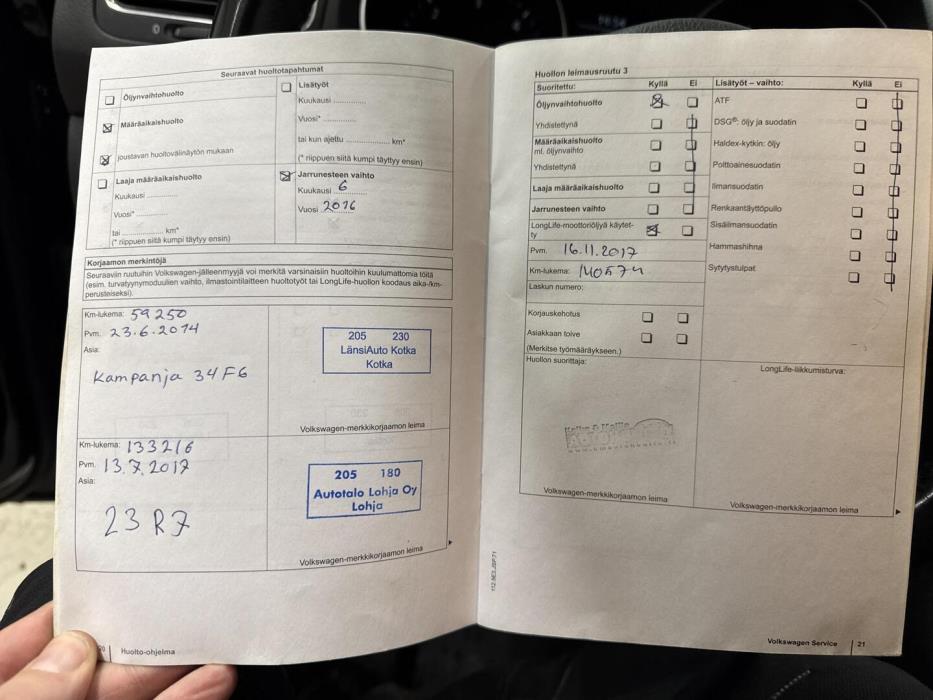 Seuraavat huoltotapahtumat
Öljynvaihtohuolto
Määräaikaishuolto
joustavan huoltovälinäytön mukaan
Laaja määräaikaishuolto
Kuukausi ............
Vuosi* ............
tai ............ km*
(* riippuen siitä kumpi täytyy ensin)
Lisätyöt
Kuukausi ............
Vuosi* ............
tai kun ajettu ............ km*
(* riippuen siitä kumpi täyttyy ensin)
Jarrunesteen vaihto
Kuukausi 6
Vuosi 2016
Korjaamon merkintöjä
Seuraaviin ruutuihin Volkswagen-jälleenmyyjä voi merkitä varsinaisiin huoltoihin kuulumattomia töitä
(esim. turvatyynymoduulien vaihto, ilmastointilaitteen huoltotyöt tai LongLife-huollon koodaus aika-/km-
perusteiseksi).
Km-lukema: 59250
Pvm. 23.6.2014
Asia:
Kampanja 34F6
205 230
LänsiAuto Kotka
Kotka
Volkswagen-merkkikorjaamon leima
Km-lukema: 133216
Pvm. 13.7.2017
Asia:
23R7
205 180
Autotalo Lohja Oy
Lohja
Volkswagen-merkkikorjaamon leima
Huolto-ohjelma
Huollon leimausruutu 3
Suoritettu: Kyllä Ei
Öljynvaihtohuolto
Yhdistettynä
Määräaikaishuolto
ml. öljynvaihto
Yhdistettynä
Laaja määräaikaishuolto
Jarrunesteen vaihto
LongLife-moottoriöljyä käytet-
ty
Pvm. 16.11.2017
Km-lukema: 140574
Laskun numero:
Korjauskehotus
Asiakkaan toive
(Merkitse työmääräykseen.)
Huollon suorittaja:
Volkswagen-merkkikorjaamon leima
Lisätyöt – vaihto: Kyllä Ei
ATF
DSG®: öljy ja suodatin
Haldex-kytkin: öljy
Polttoainesuodatin
Ilmansuodatin
Renkaantäyttöpullo
Sisäilmansuodatin
Hammashihna
Sytytystulpat
LongLife-liikkumisturva:
Volkswagen-merkkikorjaamon leima
Volkswagen Service 21